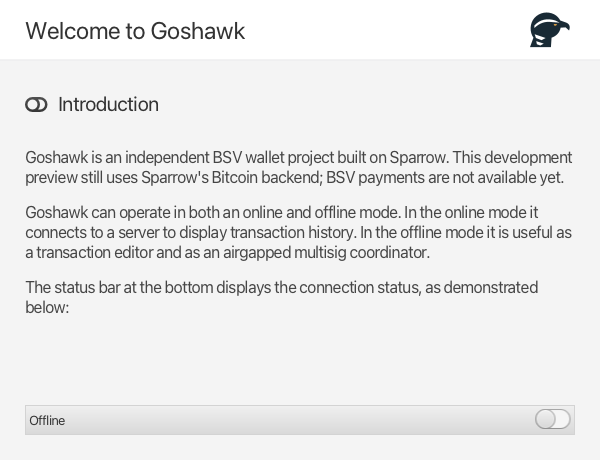 Welcome to Goshawk
Introduction
Goshawk is an independent BSV wallet project built on Sparrow. This development
preview still uses Sparrow's Bitcoin backend; BSV payments are not available yet.
Goshawk can operate in both an online and offline mode. In the online mode it
connects to a server to display transaction history. In the offline mode it is useful as
a transaction editor and as an airgapped multisig coordinator.
The status bar at the bottom displays the connection status, as demonstrated
below:
Offline